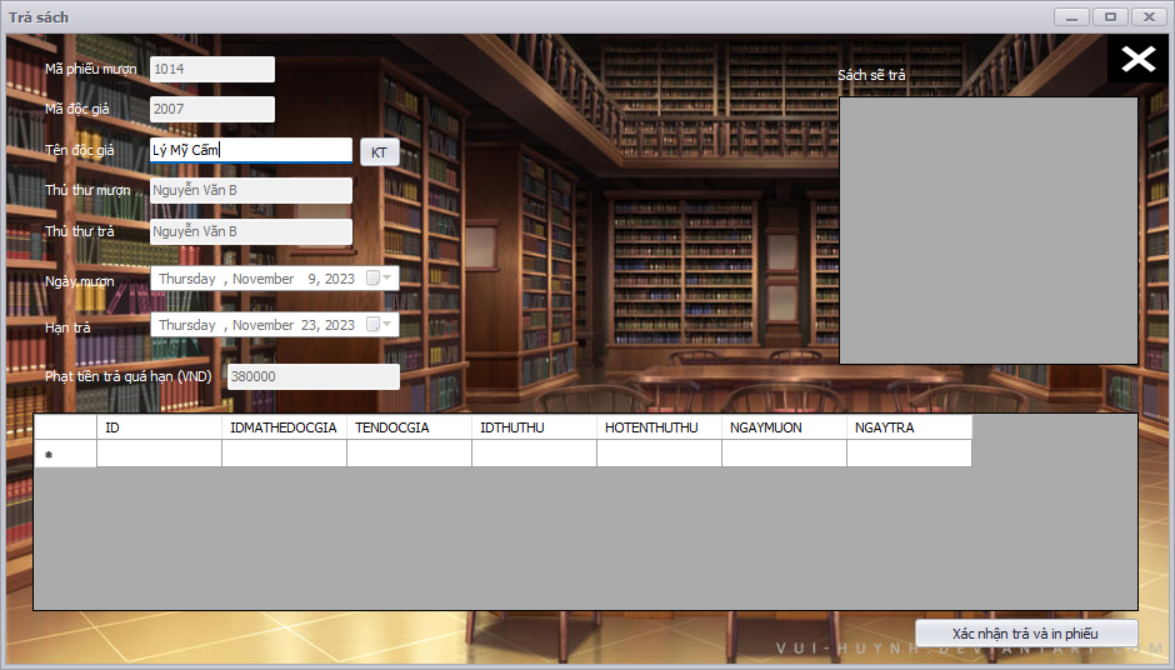 Trả sách
Mã phiếu mượn 1014
Sách sẽ trả
Mã độc giả 2007
Tên độc giả Lý Mỹ Cấm KT
Thủ thư mượn Nguyễn Văn B
Thủ thư trả Nguyễn Văn B
Ngày mượn Thursday , November 9, 2023
Hạn trả Thursday , November 23, 2023
Phạt tiền trả quá hạn (VND) 380000
ID IDMATHEDOCGIA TENDOCGIA IDTHUTHU HOTENTHUTHU NGAYMUON NGAYTRA
Xác nhận trả và in phiếu
VUI-HUYNH.DEVIANTART.COM